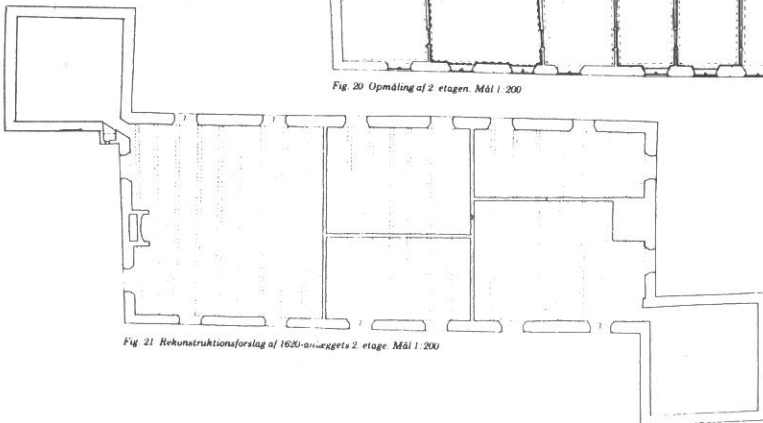 Fig. 20 Opmåling af 2 etagen. Mål 1:200
? ?
Fig. 21 Rekonstruktionsforslag af 1620-anlæggets 2. etage. Mål 1:200